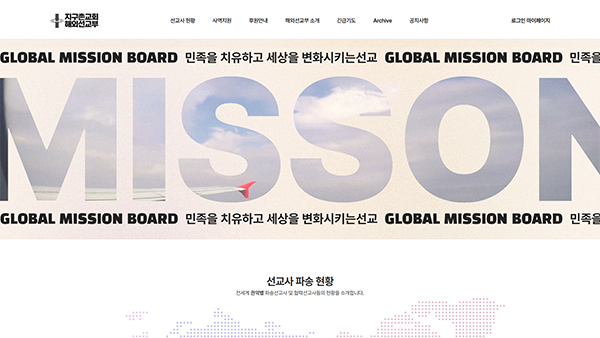 지구촌교회
해외선교부
선교사 현황 사역지원 후원안내 해외선교부 소개 긴급기도 Archive 공지사항 로그인 마이페이지
GLOBAL MISSION BOARD 민족을 치유하고 세상을 변화시키는선교 GLOBAL MISSION BOARD 민족을
MISSON
GLOBAL MISSION BOARD 민족을 치유하고 세상을 변화시키는선교 GLOBAL MISSION BOARD 민족을
선교사 파송 현황
전세계 권역별 파송선교사 및 협력선교사들의 현황을 소개합니다.